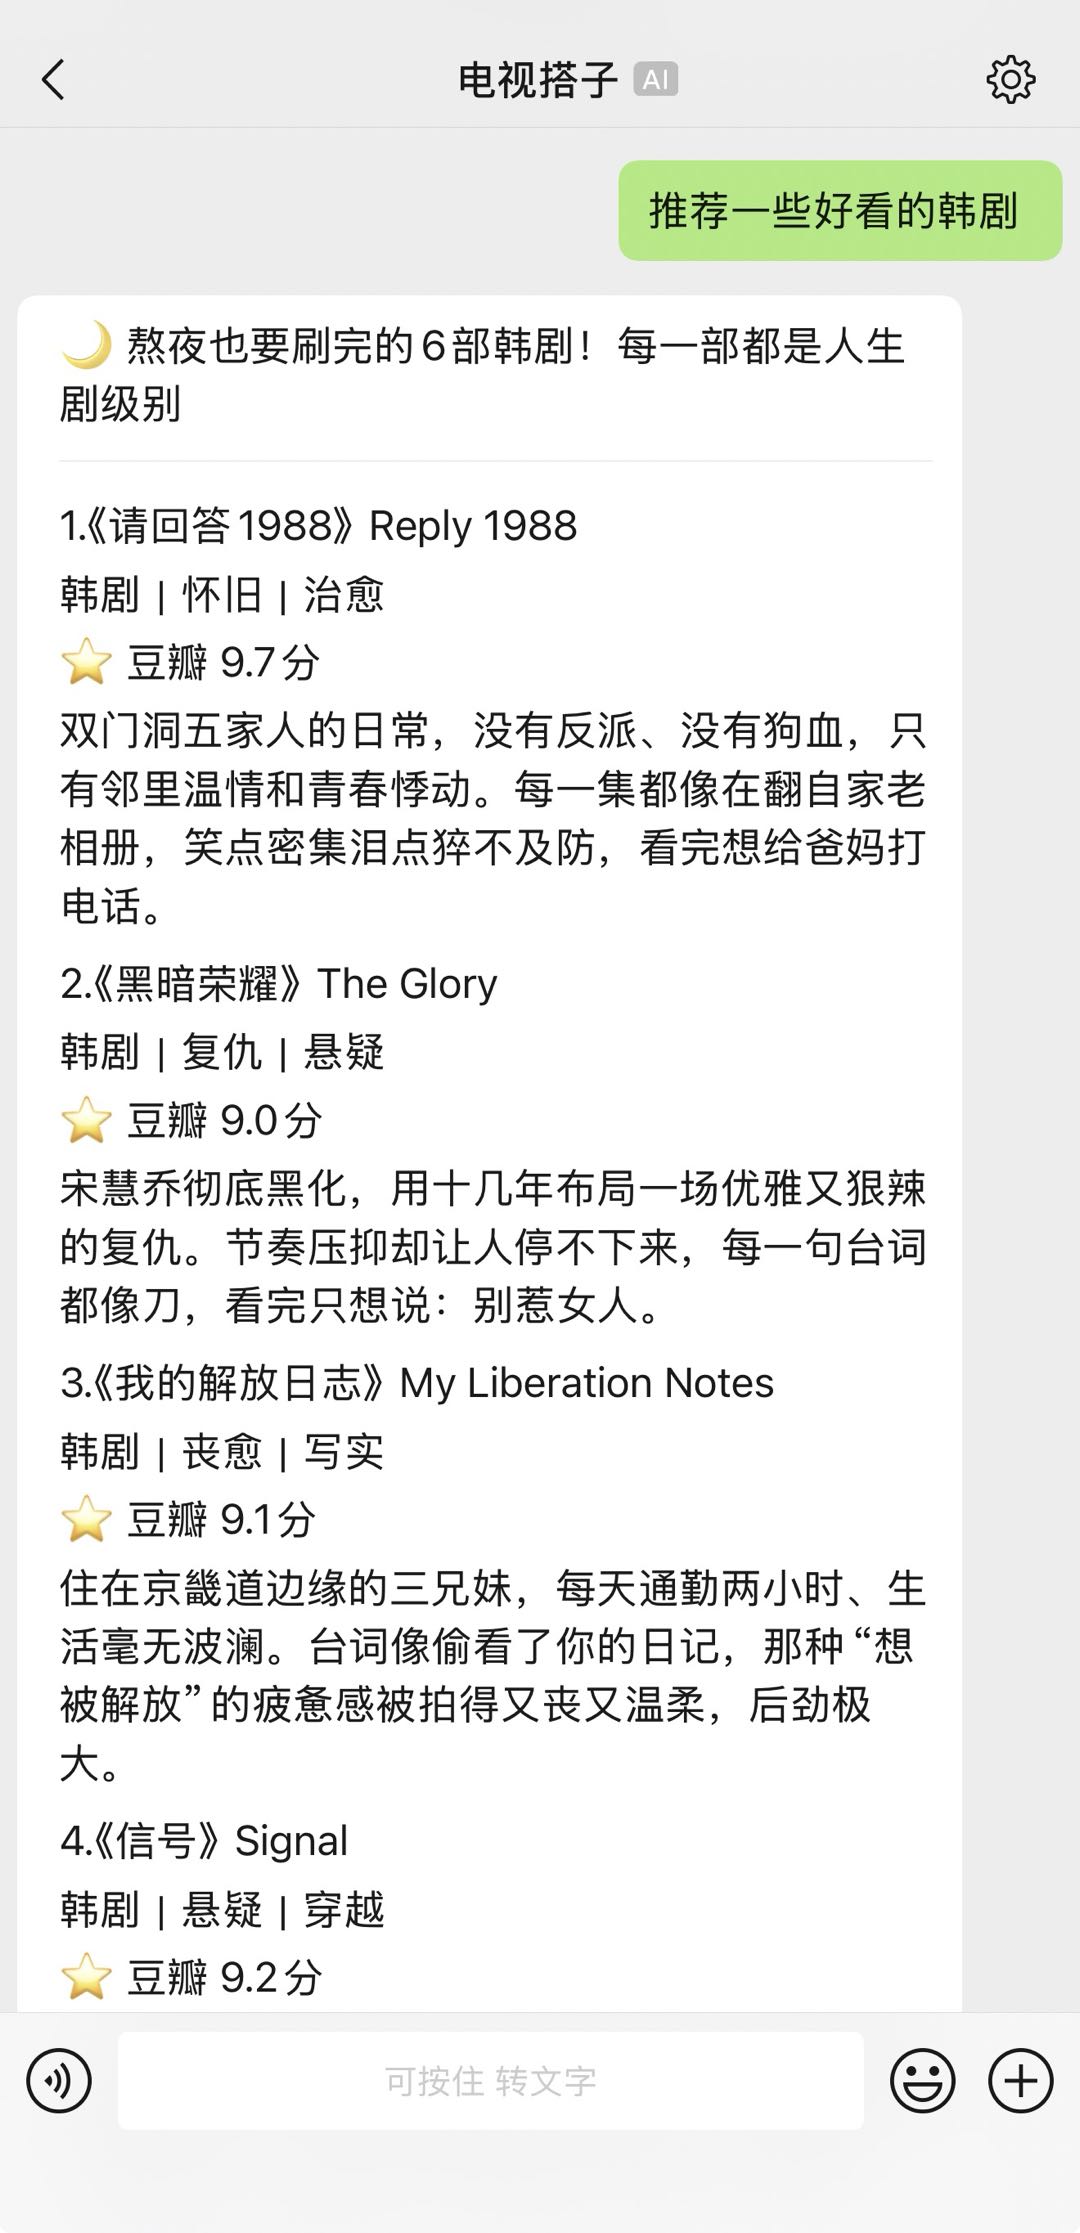 电视搭子 AI
推荐一些好看的韩剧
🌙 熬夜也要刷完的6部韩剧！每一部都是人生
剧级别
1.《请回答1988》Reply 1988
韩剧 | 怀旧 | 治愈
⭐ 豆瓣 9.7分
双门洞五家人的日常，没有反派、没有狗血，只
有邻里温情和青春悸动。每一集都像在翻自家老
相册，笑点密集泪点猝不及防，看完想给爸妈打
电话。
2.《黑暗荣耀》The Glory
韩剧 | 复仇 | 悬疑
⭐ 豆瓣 9.0分
宋慧乔彻底黑化，用十几年布局一场优雅又狠辣
的复仇。节奏压抑却让人停不下来，每一句台词
都像刀，看完只想说：别惹女人。
3.《我的解放日志》My Liberation Notes
韩剧 | 丧愈 | 写实
⭐ 豆瓣 9.1分
住在京畿道边缘的三兄妹，每天通勤两小时、生
活毫无波澜。台词像偷看了你的日记，那种“想
被解放”的疲惫感被拍得又丧又温柔，后劲极
大。
4.《信号》Signal
韩剧 | 悬疑 | 穿越
⭐ 豆瓣 9.2分
可按住 转文字